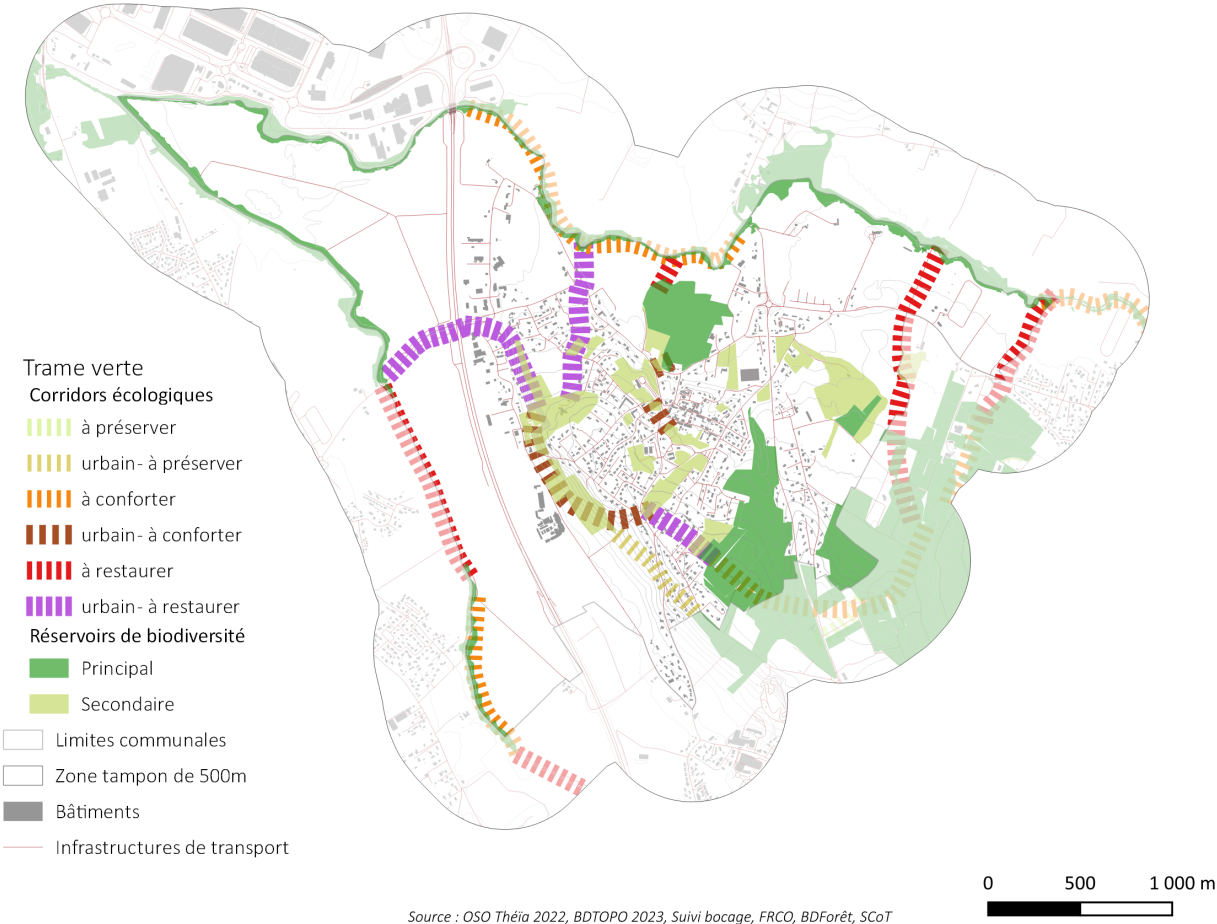 Trame verte
Corridors écologiques
à préserver
urbain- à préserver
à conforter
urbain- à conforter
à restaurer
urbain- à restaurer
Réservoirs de biodiversité
Principal
Secondaire
Limites communales
Zone tampon de 500m
Bâtiments
Infrastructures de transport
0 500 1 000 m
Source : OSO Théïa 2022, BDTOPO 2023, Suivi bocage, FRCO, BDForêt, SCoT